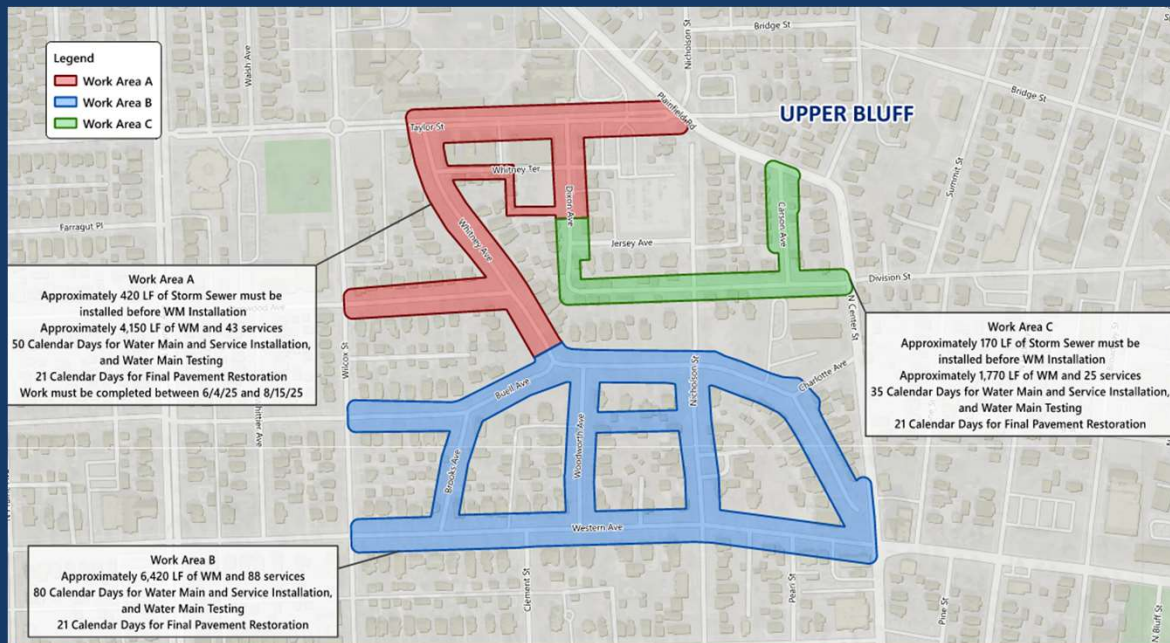 Legend
Work Area A
Work Area B
Work Area C
UPPER BLUFF
Bridge St
Bridge St
Nicholson St
Walsh Ave
Plainfield Rd
Taylor St
Whitney Ter
Summit St
Dixon Ave
Carson Ave
Farragut Pl
Whitney Ave
Jersey Ave
Division St
Work Area A
Approximately 420 LF of Storm Sewer must be
installed before WM Installation
Approximately 4,150 LF of WM and 43 services
50 Calendar Days for Water Main and Service Installation,
and Water Main Testing
21 Calendar Days for Final Pavement Restoration
Work must be completed between 6/4/25 and 8/15/25
N Center St
Work Area C
Approximately 170 LF of Storm Sewer must be
installed before WM Installation
Approximately 1,770 LF of WM and 25 services
35 Calendar Days for Water Main and Service Installation,
and Water Main Testing
21 Calendar Days for Final Pavement Restoration
Wilcox St
Buell Ave
Nicholson St
Charlotte Ave
Brooks Ave
Woodworth Ave
Western Ave
Work Area B
Approximately 6,420 LF of WM and 88 services
80 Calendar Days for Water Main and Service Installation,
and Water Main Testing
21 Calendar Days for Final Pavement Restoration
Clement St
Pearl St
Pine St
N Bluff St